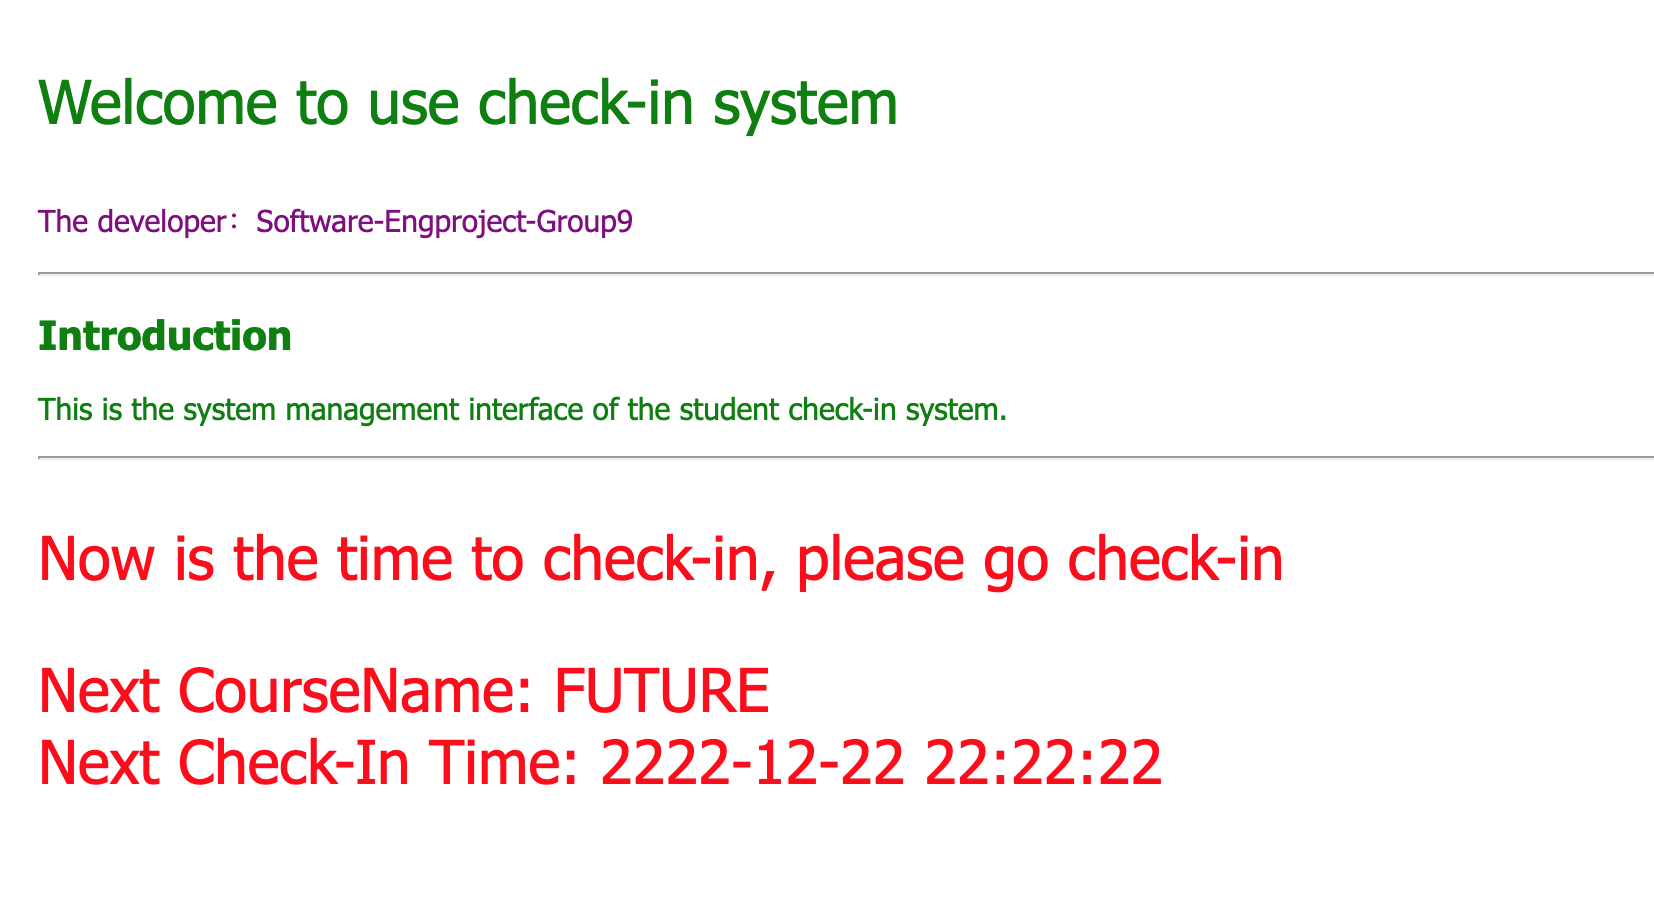 Welcome to use check-in system
The developer：Software-Engproject-Group9
Introduction
This is the system management interface of the student check-in system.
Now is the time to check-in, please go check-in
Next CourseName: FUTURE
Next Check-In Time: 2222-12-22 22:22:22